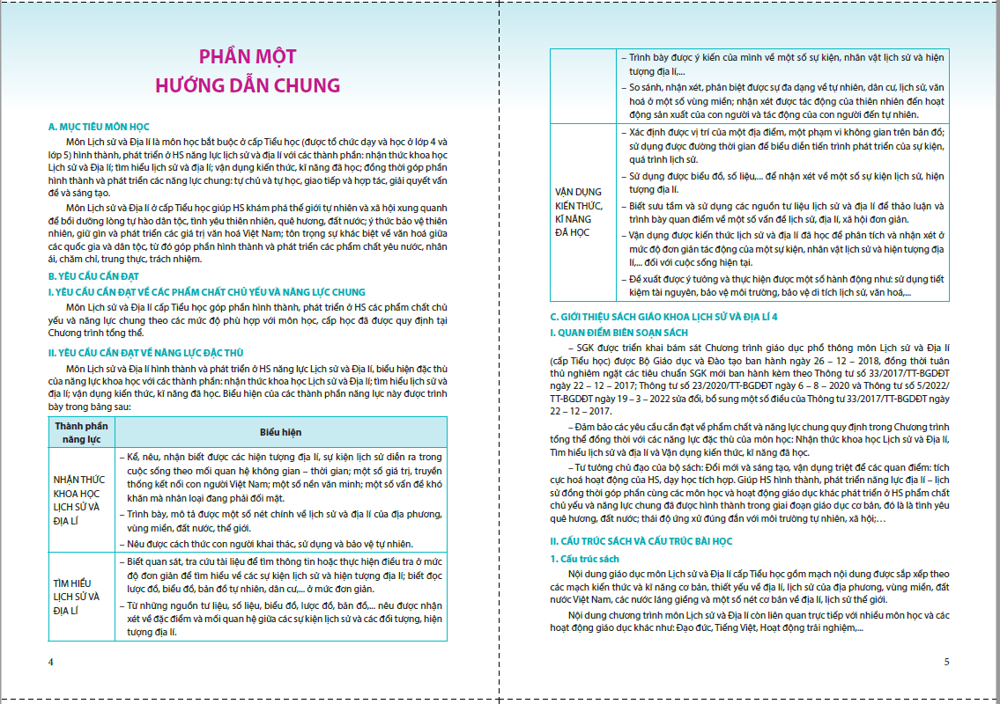 PHẦN MỘT
HƯỚNG DẪN CHUNG
A. MỤC TIÊU MÔN HỌC
Môn Lịch sử và Địa lí là môn học bắt buộc ở cấp Tiểu học (được tổ chức dạy và học ở lớp 4 và
lớp 5) hình thành, phát triển ở HS năng lực lịch sử và địa lí với các thành phần: nhận thức khoa học
Lịch sử và Địa lí; tìm hiểu lịch sử và địa lí; vận dụng kiến thức, kĩ năng đã học; đồng thời góp phần
hình thành và phát triển các năng lực chung: tự chủ và tự học, giao tiếp và hợp tác, giải quyết vấn
đề và sáng tạo.
Môn Lịch sử và Địa lí ở cấp Tiểu học giúp HS khám phá thế giới tự nhiên và xã hội xung quanh
để bồi dưỡng lòng tự hào dân tộc, tình yêu thiên nhiên, quê hương, đất nước; ý thức bảo vệ thiên
nhiên, giữ gìn và phát triển các giá trị văn hoá Việt Nam; tôn trọng sự khác biệt về văn hoá giữa
các quốc gia và dân tộc, từ đó góp phần hình thành và phát triển các phẩm chất yêu nước, nhân
ái, chăm chỉ, trung thực, trách nhiệm.
B. YÊU CẦU CẦN ĐẠT
I. YÊU CẦU CẦN ĐẠT VỀ CÁC PHẨM CHẤT CHỦ YẾU VÀ NĂNG LỰC CHUNG
Môn Lịch sử và Địa lí cấp Tiểu học góp phần hình thành, phát triển ở HS các phẩm chất chủ
yếu và năng lực chung theo các mức độ phù hợp với môn học, cấp học đã được quy định tại
Chương trình tổng thể.
II. YÊU CẦU CẦN ĐẠT VỀ NĂNG LỰC ĐẶC THÙ
Môn Lịch sử và Địa lí hình thành và phát triển ở HS năng lực Lịch sử và Địa lí, biểu hiện đặc thù
của năng lực khoa học với các thành phần: nhận thức khoa học Lịch sử và Địa lí; tìm hiểu lịch sử và
địa lí; vận dụng kiến thức, kĩ năng đã học. Biểu hiện của các thành phần năng lực này được trình
bày trong bảng sau:
Thành phần
năng lực
Biểu hiện
NHẬN THỨC
KHOA HỌC
LỊCH SỬ VÀ
ĐỊA LÍ
– Kể, nêu, nhận biết được các hiện tượng địa lí, sự kiện lịch sử diễn ra trong
cuộc sống theo mối quan hệ không gian – thời gian; một số giá trị, truyền
thống kết nối con người Việt Nam; một số nền văn minh; một số vấn đề khó
khăn mà nhân loại đang phải đối mặt.
– Trình bày, mô tả được một số nét chính về lịch sử và địa lí của địa phương,
vùng miền, đất nước, thế giới.
– Nêu được cách thức con người khai thác, sử dụng và bảo vệ tự nhiên.
TÌM HIỂU
LỊCH SỬ VÀ
ĐỊA LÍ
– Biết quan sát, tra cứu tài liệu để tìm thông tin hoặc thực hiện điều tra ở mức
độ đơn giản để tìm hiểu về các sự kiện lịch sử và hiện tượng địa lí; biết đọc
lược đồ, biểu đồ, bản đồ tự nhiên, dân cư,... ở mức đơn giản.
– Từ những nguồn tư liệu, số liệu, biểu đồ, lược đồ, bản đồ,... nêu được nhận
xét về đặc điểm và mối quan hệ giữa các sự kiện lịch sử và các đối tượng, hiện
tượng địa lí.
4
– Trình bày được ý kiến của mình về một số sự kiện, nhân vật lịch sử và hiện
tượng địa lí,...
– So sánh, nhận xét, phân biệt được sự đa dạng về tự nhiên, dân cư, lịch sử, văn
hoá ở một số vùng miền; nhận xét được tác động của thiên nhiên đến hoạt
động sản xuất của con người và tác động của con người đến tự nhiên.
VẬN DỤNG
KIẾN THỨC,
KĨ NĂNG
ĐÃ HỌC
– Xác định được vị trí của một địa điểm, một phạm vi không gian trên bản đồ;
sử dụng được đường thời gian để biểu diễn tiến trình phát triển của sự kiện,
quá trình lịch sử.
– Sử dụng được biểu đồ, số liệu,... để nhận xét về một số sự kiện lịch sử, hiện
tượng địa lí.
– Biết sưu tầm và sử dụng các nguồn tư liệu lịch sử và địa lí để thảo luận và
trình bày quan điểm về một số vấn đề lịch sử, địa lí, xã hội đơn giản.
– Vận dụng được kiến thức lịch sử và địa lí đã học để phân tích và nhận xét ở
mức độ đơn giản tác động của một sự kiện, nhân vật lịch sử và hiện tượng địa
lí,... đối với cuộc sống hiện tại.
– Đề xuất được ý tưởng và thực hiện được một số hành động như: sử dụng tiết
kiệm tài nguyên, bảo vệ môi trường, bảo vệ di tích lịch sử, văn hoá,...
C. GIỚI THIỆU SÁCH GIÁO KHOA LỊCH SỬ VÀ ĐỊA LÍ 4
I. QUAN ĐIỂM BIÊN SOẠN SÁCH
– SGK được triển khai bám sát Chương trình giáo dục phổ thông môn Lịch sử và Địa lí
(cấp Tiểu học) được Bộ Giáo dục và Đào tạo ban hành ngày 26 – 12 – 2018, đồng thời tuân
thủ nghiêm ngặt các tiêu chuẩn SGK mới ban hành kèm theo Thông tư số 33/2017/TT-BGDĐT
ngày 22 – 12 – 2017; Thông tư số 23/2020/TT-BGDĐT ngày 6 – 8 – 2020 và Thông tư số 5/2022/
TT-BGDĐT ngày 19 – 3 – 2022 sửa đổi, bổ sung một số điều của Thông tư 33/2017/TT-BGDĐT ngày
22 – 12 – 2017.
– Đảm bảo các yêu cầu cần đạt về phẩm chất và năng lực chung quy định trong Chương trình
tổng thể đồng thời với các năng lực đặc thù của môn học: Nhận thức khoa học Lịch sử và Địa lí,
Tìm hiểu lịch sử và địa lí và Vận dụng kiến thức, kĩ năng đã học.
– Tư tưởng chủ đạo của bộ sách: Đổi mới và sáng tạo, vận dụng triệt để các quan điểm: tích
cực hoá hoạt động của HS, dạy học tích hợp. Giúp HS hình thành, phát triển năng lực địa lí – lịch
sử đồng thời góp phần cùng các môn học và hoạt động giáo dục khác phát triển ở HS phẩm chất
chủ yếu và năng lực chung đã được hình thành trong giai đoạn giáo dục cơ bản, đó là là tình yêu
quê hương, đất nước; thái độ ứng xử đúng đắn với môi trường tự nhiên, xã hội;…
II. CẤU TRÚC SÁCH VÀ CẤU TRÚC BÀI HỌC
1. Cấu trúc sách
Nội dung giáo dục môn Lịch sử và Địa lí cấp Tiểu học gồm mạch nội dung được sắp xếp theo
các mạch kiến thức và kĩ năng cơ bản, thiết yếu về địa lí, lịch sử của địa phương, vùng miền, đất
nước Việt Nam, các nước láng giềng và một số nét cơ bản về địa lí, lịch sử thế giới.
Nội dung chương trình môn Lịch sử và Địa lí còn liên quan trực tiếp với nhiều môn học và các
hoạt động giáo dục khác như: Đạo đức, Tiếng Việt, Hoạt động trải nghiệm,...
5